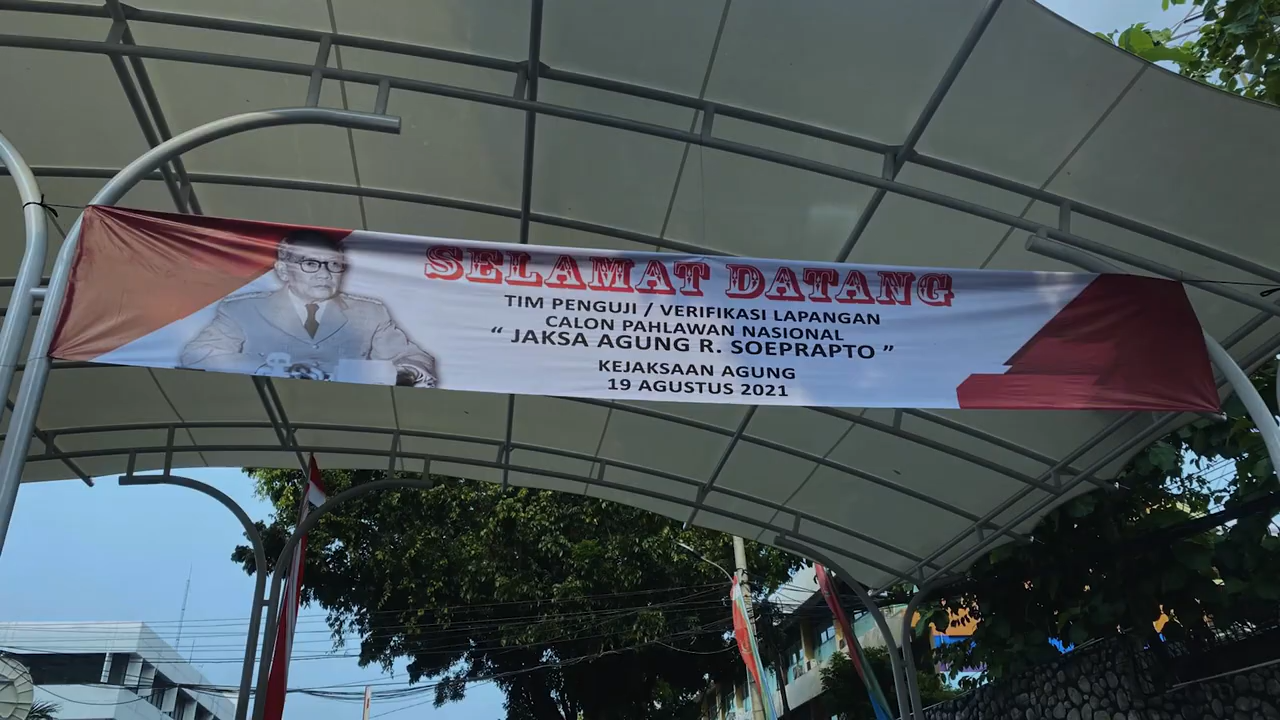 SELAMAT DATANG
TIM PENGUJI / VERIFIKASI LAPANGAN
CALON PAHLAWAN NASIONAL
“ JAKSA AGUNG R. SOEPRAPTO ”
KEJAKSAAN AGUNG
19 AGUSTUS 2021